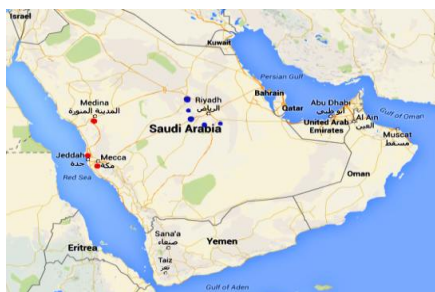 Israel
Kuwait
Persian Gulf
Bahrain
Medina
المدينة المنورة
Riyadh
الرياض
Qatar
Abu Dhabi
أبو ظبي
Gulf of Oman
Al Ain
العين
United Arab
Emirates
Muscat
مسقط
Saudi Arabia
Jeddah
جدة
Mecca
مكة
Red Sea
Oman
Sana'a
صنعاء
Yemen
Eritrea
Taiz
تعز
Gulf of Aden